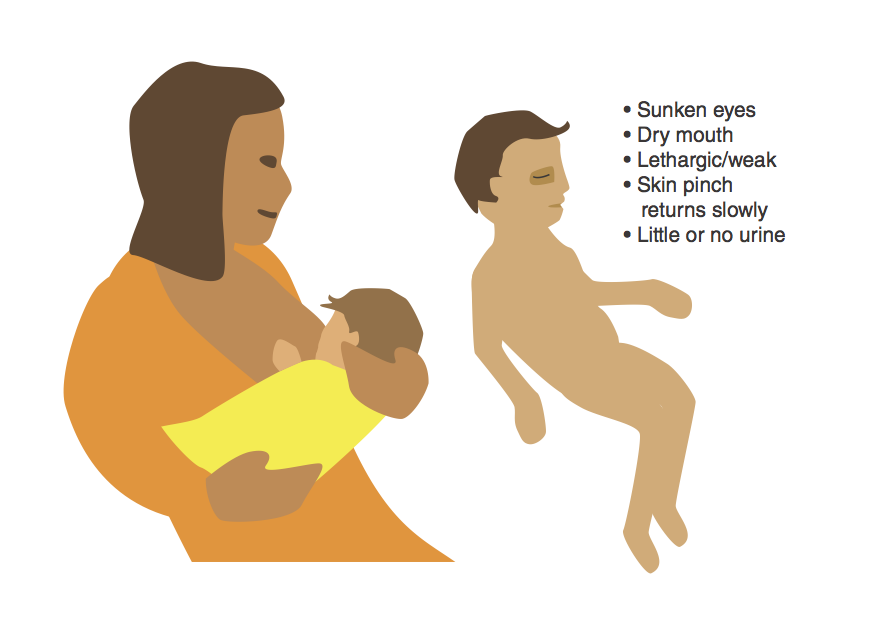 • Sunken eyes
• Dry mouth
• Lethargic/weak
• Skin pinch
returns slowly
• Little or no urine